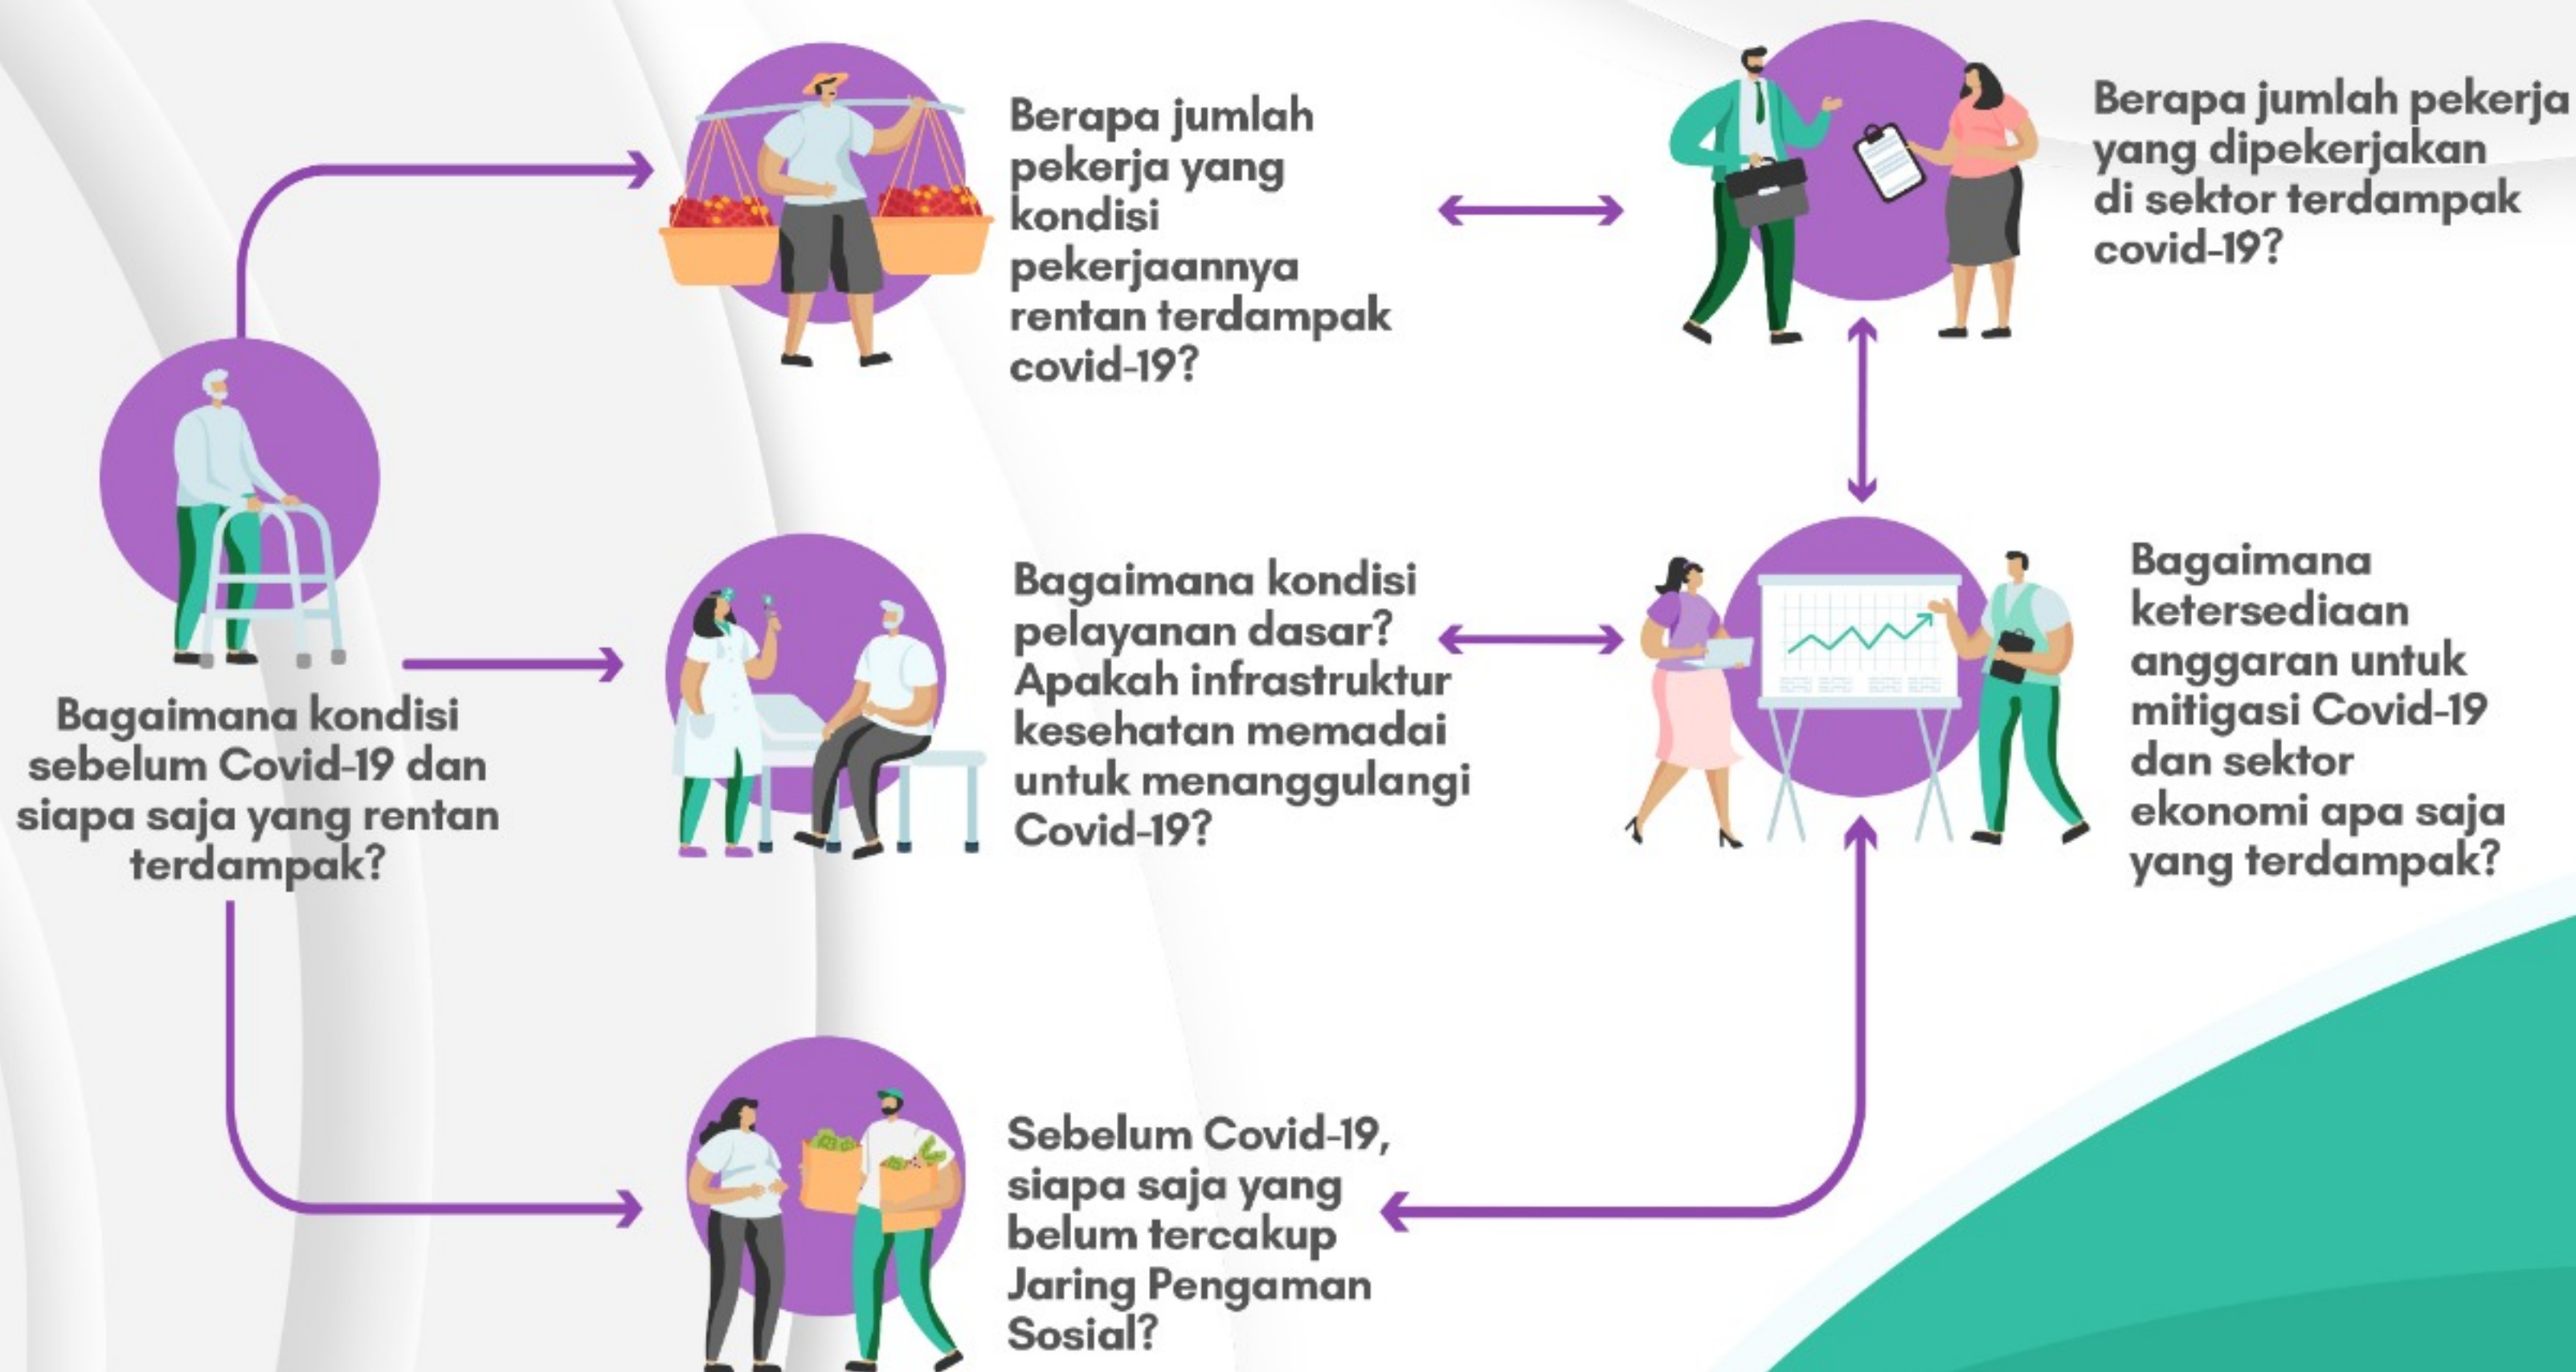 Bagaimana kondisi
sebelum Covid-19 dan
siapa saja yang rentan
terdampak?
Berapa jumlah
pekerja yang
kondisi
pekerjaannya
rentan terdampak
covid-19?
Berapa jumlah pekerja
yang dipekerjakan
di sektor terdampak
covid-19?
Bagaimana kondisi
pelayanan dasar?
Apakah infrastruktur
kesehatan memadai
untuk menanggulangi
Covid-19?
Bagaimana
ketersediaan
anggaran untuk
mitigasi Covid-19
dan sektor
ekonomi apa saja
yang terdampak?
Sebelum Covid-19,
siapa saja yang
belum tercakup
Jaring Pengaman
Sosial?